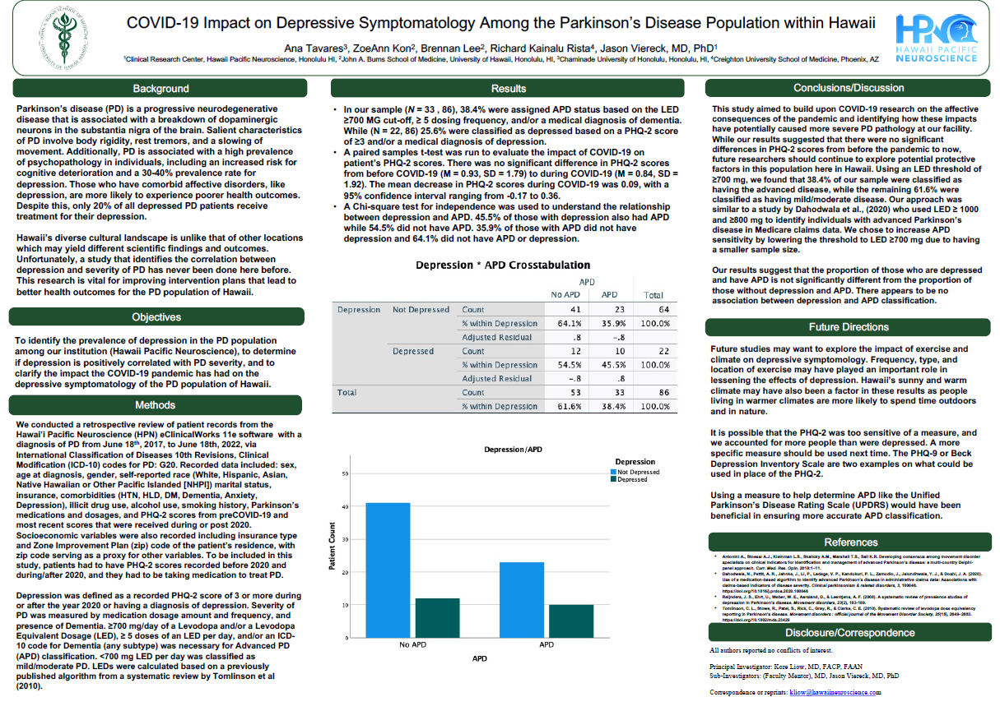 COVID-19 Impact on Depressive Symptomatology Among the Parkinson's Disease Population within Hawaii
Ana Tavares³, ZoeAnn Kon², Brennan Lee², Richard Kainalu Rista⁴, Jason Viereck, MD, PhD¹
¹Clinical Research Center, Hawaii Pacific Neuroscience, Honolulu HI, ²John A. Burns School of Medicine, University of Hawaii, Honolulu, HI, ³Chaminade University of Honolulu, Honolulu, HI, ⁴Creighton University School of Medicine, Phoenix, AZ
HPN
HAWAII PACIFIC
NEUROSCIENCE
Background
Parkinson's disease (PD) is a progressive neurodegenerative
disease that is associated with a breakdown of dopaminergic
neurons in the substantia nigra of the brain. Salient characteristics
of PD involve body rigidity, rest tremors, and a slowing of
movement. Additionally, PD is associated with a high prevalence
of psychopathology in individuals, including an increased risk for
cognitive deterioration and a 30-40% prevalence rate for
depression. Those who have comorbid affective disorders, like
depression, are more likely to experience poorer health outcomes.
Despite this, only 20% of all depressed PD patients receive
treatment for their depression.
Hawaii's diverse cultural landscape is unlike that of other locations
which may yield different scientific findings and outcomes.
Unfortunately, a study that identifies the correlation between
depression and severity of PD has never been done here before.
This research is vital for improving intervention plans that lead to
better health outcomes for the PD population of Hawaii.
Objectives
To identify the prevalence of depression in the PD population
among our institution (Hawaii Pacific Neuroscience), to determine
if depression is positively correlated with PD severity, and to
clarify the impact the COVID-19 pandemic has had on the
depressive symptomatology of the PD population of Hawaii.
Methods
We conducted a retrospective review of patient records from the
Hawai'i Pacific Neuroscience (HPN) eClinicalWorks 11e software with a
diagnosis of PD from June 18th, 2017, to June 18th, 2022, via
International Classification of Diseases 10th Revisions, Clinical
Modification (ICD-10) codes for PD: G20. Recorded data included: sex,
age at diagnosis, gender, self-reported race (White, Hispanic, Asian,
Native Hawaiian or Other Pacific Islanded [NHPI]) marital status,
insurance, comorbidities (HTN, HLD, DM, Dementia, Anxiety,
Depression), illicit drug use, alcohol use, smoking history, Parkinson's
medications and dosages, and PHQ-2 scores from preCOVID-19 and
most recent scores that were received during or post 2020.
Socioeconomic variables were also recorded including insurance type
and Zone Improvement Plan (zip) code of the patient's residence, with
zip code serving as a proxy for other variables. To be included in this
study, patients had to have PHQ-2 scores recorded before 2020 and
during/after 2020, and they had to be taking medication to treat PD.
Depression was defined as a recorded PHQ-2 score of 3 or more during
or after the year 2020 or having a diagnosis of depression. Severity of
PD was measured by medication dosage amount and frequency, and
presence of Dementia. ≥700 mg/day of a Levodopa and/or a Levodopa
Equivalent Dosage (LED), ≥ 5 doses of an LED per day, and/or an ICD-
10 code for Dementia (any subtype) was necessary for Advanced PD
(APD) classification. <700 mg LED per day was classified as
mild/moderate PD. LEDs were calculated based on a previously
published algorithm from a systematic review by Tomlinson et al
(2010).
Results
• In our sample (N = 33 , 86), 38.4% were assigned APD status based on the LED
≥700 MG cut-off, ≥ 5 dosing frequency, and/or a medical diagnosis of dementia.
While (N = 22, 86) 25.6% were classified as depressed based on a PHQ-2 score
of ≥3 and/or a medical diagnosis of depression.
• A paired samples t-test was run to evaluate the impact of COVID-19 on
patient's PHQ-2 scores. There was no significant difference in PHQ-2 scores
from before COVID-19 (M = 0.93, SD = 1.79) to during COVID-19 (M = 0.84, SD =
1.92). The mean decrease in PHQ-2 scores during COVID-19 was 0.09, with a
95% confidence interval ranging from -0.17 to 0.36.
• A Chi-square test for independence was used to understand the relationship
between depression and APD. 45.5% of those with depression also had APD
while 54.5% did not have APD. 35.9% of those with APD did not have
depression and 64.1% did not have APD or depression.
Depression * APD Crosstabulation
APD
No APD APD Total
Depression Not Depressed Count 41 23 64
% within Depression 64.1% 35.9% 100.0%
Adjusted Residual .8 -.8
Depressed Count 12 10 22
% within Depression 54.5% 45.5% 100.0%
Adjusted Residual -.8 .8
Total Count 53 33 86
% within Depression 61.6% 38.4% 100.0%
Depression/APD
Depression
Not Depressed
Depressed
Patient Count
50
40
30
20
10
0
No APD APD
APD
Conclusions/Discussion
This study aimed to build upon COVID-19 research on the affective
consequences of the pandemic and identifying how these impacts
have potentially caused more severe PD pathology at our facility.
While our results suggested that there were no significant
differences in PHQ-2 scores from before the pandemic to now,
future researchers should continue to explore potential protective
factors in this population here in Hawaii. Using an LED threshold of
≥700 mg, we found that 38.4% of our sample were classified as
having the advanced disease, while the remaining 61.6% were
classified as having mild/moderate disease. Our approach was
similar to a study by Dahodwala et al., (2020) who used LED ≥ 1000
and ≥800 mg to identify individuals with advanced Parkinson's
disease in Medicare claims data. We chose to increase APD
sensitivity by lowering the threshold to LED ≥700 mg due to having
a smaller sample size.
Our results suggest that the proportion of those who are depressed
and have APD is not significantly different from the proportion of
those without depression and APD. There appears to be no
association between depression and APD classification.
Future Directions
Future studies may want to explore the impact of exercise and
climate on depressive symptomology. Frequency, type, and
location of exercise may have played an important role in
lessening the effects of depression. Hawaii's sunny and warm
climate may have also been a factor in these results as people
living in warmer climates are more likely to spend time outdoors
and in nature.
It is possible that the PHQ-2 was too sensitive of a measure, and
we accounted for more people than were depressed. A more
specific measure should be used next time. The PHQ-9 or Beck
Depression Inventory Scale are two examples on what could be
used in place of the PHQ-2.
Using a measure to help determine APD like the Unified
Parkinson's Disease Rating Scale (UPDRS) would have been
beneficial in ensuring more accurate APD classification.
References
• Antonini A., Stoessl A.J., Kleinman L.S., Skalicky A.M., Marshall T.S., Sail K.R. Developing consensus among movement disorder
specialists on clinical indicators for identification and management of advanced Parkinson's disease: a multi-country Delphi-
panel approach. Curr. Med. Res. Opin. 2018:1–11.
• Dahodwala, N., Pettit, A. R., Jahnke, J., Li, P., Ladage, V. P., Kandukuri, P. L., Zamudio, J., Jalundhwala, Y. J., & Doshi, J. A. (2020).
Use of a medication-based algorithm to identify advanced Parkinson's disease in administrative claims data: Associations with
claims-based indicators of disease severity. Clinical parkinsonism & related disorders, 3, 100046.
https://doi.org/10.1016/j.prdoa.2020.100046
• Reijnders, J. S., Ehrt, U., Weber, W. E., Aarsland, D., & Leentjens, A. F. (2008). A systematic review of prevalence studies of
depression in Parkinson's disease. Movement disorders, 23(2), 183–189.
• Tomlinson, C. L., Stowe, R., Patel, S., Rick, C., Gray, R., & Clarke, C. E. (2010). Systematic review of levodopa dose equivalency
reporting in Parkinson's disease. Movement disorders : official journal of the Movement Disorder Society, 25(15), 2649–2653.
https://doi.org/10.1002/mds.23429
Disclosure/Correspondence
All authors reported no conflicts of interest.
Principal Investigator: Kore Liow, MD, FACP, FAAN
Sub-Investigators: (Faculty Mentor), MD, Jason Viereck, MD, PhD
Correspondence or reprints: kliow@hawaiineuroscience.com